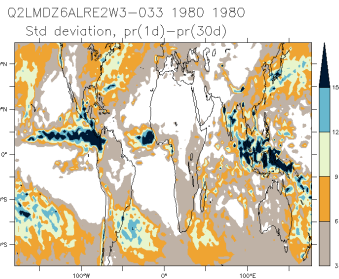 Q2LMDZ6ALRE2W3-033 1980 1980
Std deviation, pr(1d)-pr(30d)
°N
15
°N
12
9
0°
°S
6
°S
3
100°W
0°
100°E